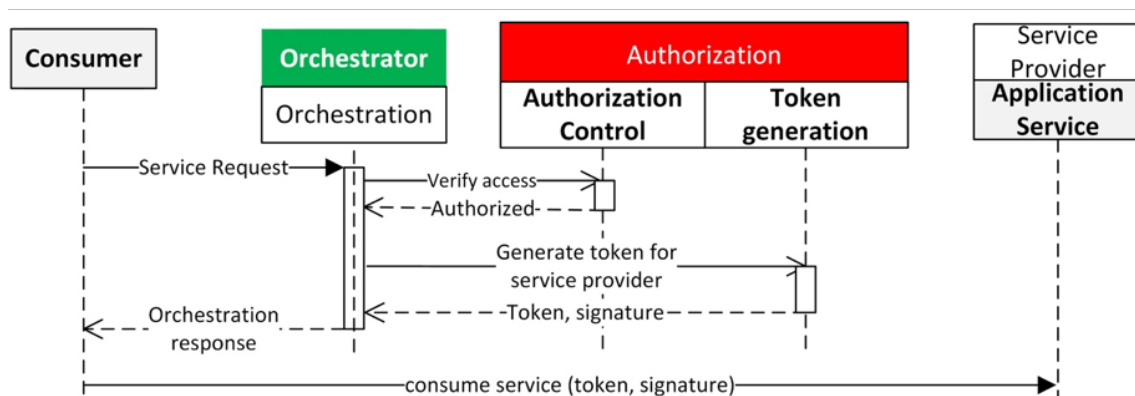 Consumer
Orchestrator
Orchestration
Authorization
Authorization
Control
Token
generation
Service
Provider
Application
Service
Service Request
Verify access
Authorized
Generate token for
service provider
Token, signature
Orchestration
response
consume service (token, signature)